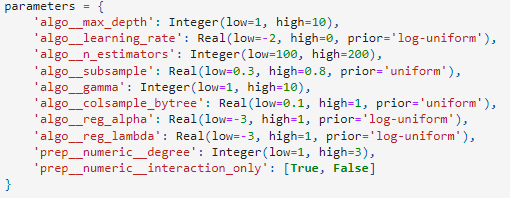 parameters = {
    'algo__max_depth': Integer(low=1, high=10),
    'algo__learning_rate': Real(low=-2, high=0, prior='log-uniform'),
    'algo__n_estimators': Integer(low=100, high=200),
    'algo__subsample': Real(low=0.3, high=0.8, prior='uniform'),
    'algo__gamma': Integer(low=1, high=10),
    'algo__colsample_bytree': Real(low=0.1, high=1, prior='uniform'),
    'algo__reg_alpha': Real(low=-3, high=1, prior='log-uniform'),
    'algo__reg_lambda': Real(low=-3, high=1, prior='log-uniform'),
    'prep__numeric__degree': Integer(low=1, high=3),
    'prep__numeric__interaction_only': [True, False]
}